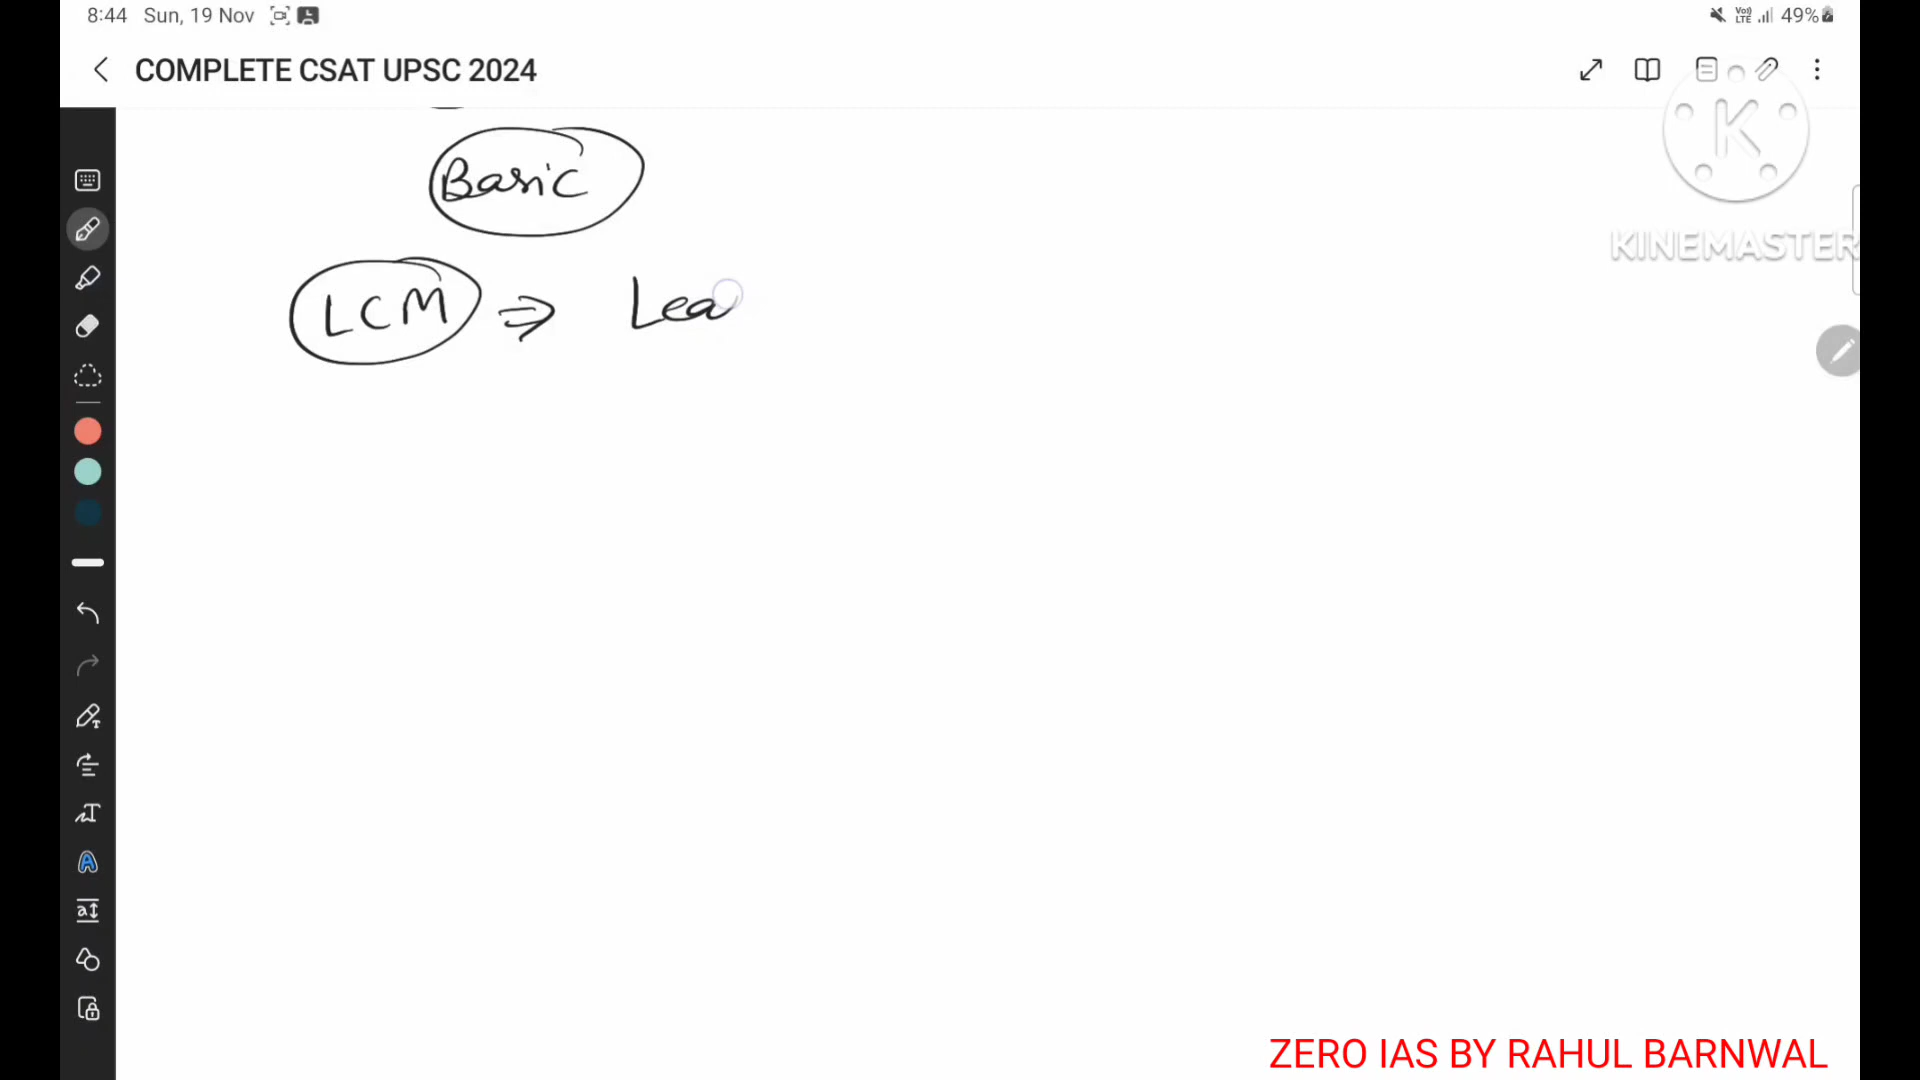 8:44 Sun, 19 Nov 49%
COMPLETE CSAT UPSC 2024
K
KINEMASTER
Basic
LCM ⇒ Lea
ZERO IAS BY RAHUL BARNWAL